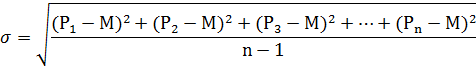 σ = √((P₁ − M)² + (P₂ − M)² + (P₃ − M)² + ⋯ + (Pₙ − M)² / n − 1)